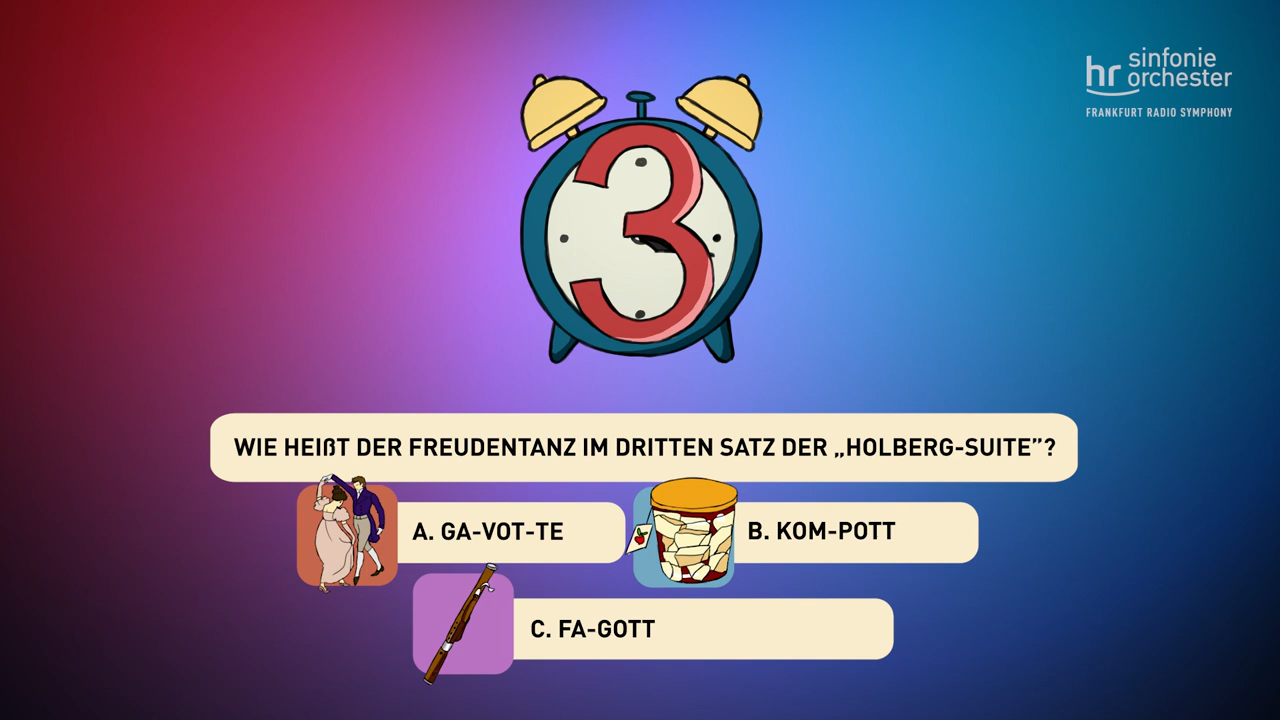 hr sinfonie
orchester
FRANKFURT RADIO SYMPHONY
3
WIE HEIßT DER FREUDENTANZ IM DRITTEN SATZ DER „HOLBERG-SUITE”?
A. GA-VOT-TE
B. KOM-POTT
C. FA-GOTT